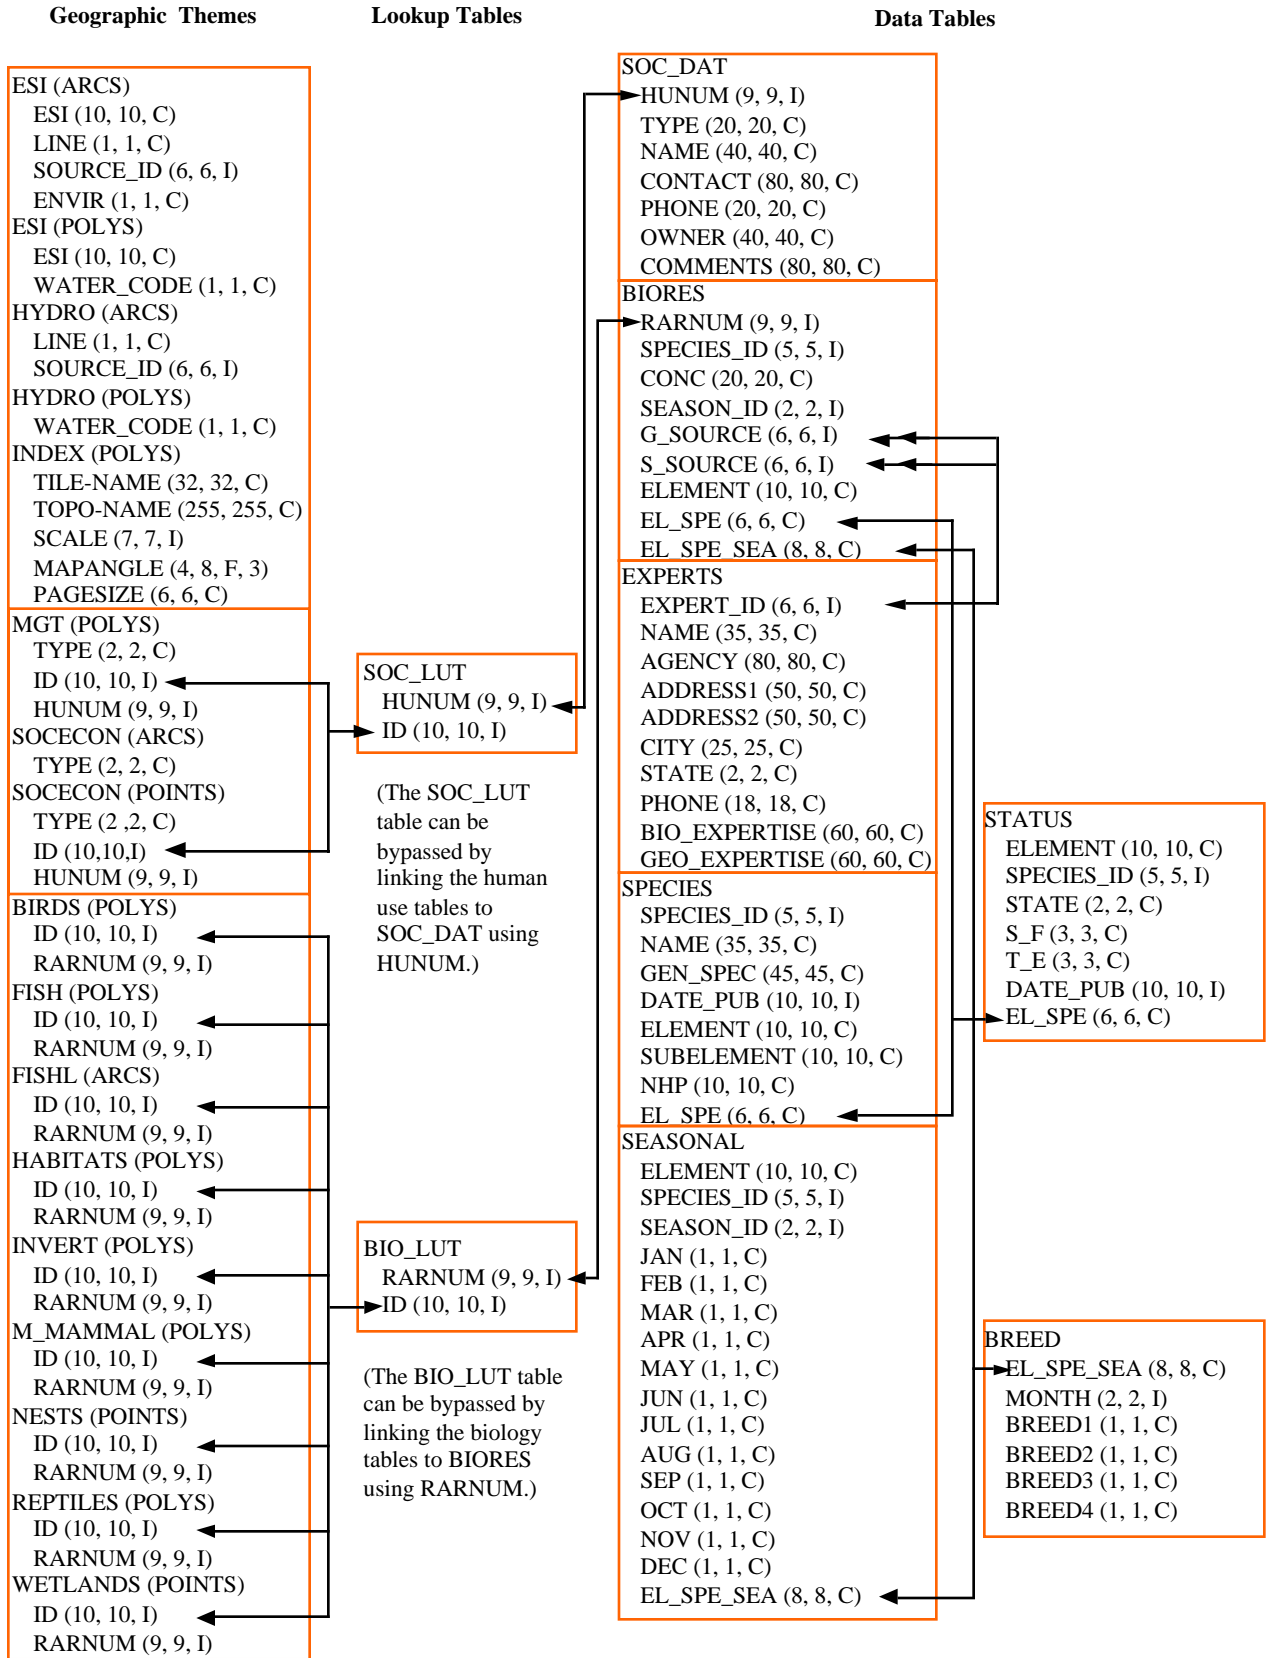 Geographic  Themes
Lookup Tables
Data Tables
ESI (ARCS)
ESI (10, 10, C)
LINE (1, 1, C)
SOURCE_ID (6, 6, I)
ENVIR (1, 1, C)
ESI (POLYS)
ESI (10, 10, C)
WATER_CODE (1, 1, C)
HYDRO (ARCS)
LINE (1, 1, C)
SOURCE_ID (6, 6, I)
HYDRO (POLYS)
WATER_CODE (1, 1, C)
INDEX (POLYS)
TILE-NAME (32, 32, C)
TOPO-NAME (255, 255, C)
SCALE (7, 7, I)
MAPANGLE (4, 8, F, 3)
PAGESIZE (6, 6, C)
MGT (POLYS)
TYPE (2, 2, C)
ID (10, 10, I)
HUNUM (9, 9, I)
SOCECON (ARCS)
TYPE (2, 2, C)
SOCECON (POINTS)
TYPE (2 ,2, C)
ID (10,10,I)
HUNUM (9, 9, I)
BIRDS (POLYS)
ID (10, 10, I)
RARNUM (9, 9, I)
FISH (POLYS)
ID (10, 10, I)
RARNUM (9, 9, I)
FISHL (ARCS)
ID (10, 10, I)
RARNUM (9, 9, I)
HABITATS (POLYS)
ID (10, 10, I)
RARNUM (9, 9, I)
INVERT (POLYS)
ID (10, 10, I)
RARNUM (9, 9, I)
M_MAMMAL (POLYS)
ID (10, 10, I)
RARNUM (9, 9, I)
NESTS (POINTS)
ID (10, 10, I)
RARNUM (9, 9, I)
REPTILES (POLYS)
ID (10, 10, I)
RARNUM (9, 9, I)
WETLANDS (POINTS)
ID (10, 10, I)
RARNUM (9, 9, I)
SOC_LUT
HUNUM (9, 9, I)
ID (10, 10, I)
(The SOC_LUT
table can be
bypassed by
linking the human
use tables to
SOC_DAT using
HUNUM.)
BIO_LUT
RARNUM (9, 9, I)
ID (10, 10, I)
(The BIO_LUT table
can be bypassed by
linking the biology
tables to BIORES
using RARNUM.)
SOC_DAT
HUNUM (9, 9, I)
TYPE (20, 20, C)
NAME (40, 40, C)
CONTACT (80, 80, C)
PHONE (20, 20, C)
OWNER (40, 40, C)
COMMENTS (80, 80, C)
BIORES
RARNUM (9, 9, I)
SPECIES_ID (5, 5, I)
CONC (20, 20, C)
SEASON_ID (2, 2, I)
G_SOURCE (6, 6, I)
S_SOURCE (6, 6, I)
ELEMENT (10, 10, C)
EL_SPE (6, 6, C)
EL_SPE_SEA (8, 8, C)
EXPERTS
EXPERT_ID (6, 6, I)
NAME (35, 35, C)
AGENCY (80, 80, C)
ADDRESS1 (50, 50, C)
ADDRESS2 (50, 50, C)
CITY (25, 25, C)
STATE (2, 2, C)
PHONE (18, 18, C)
BIO_EXPERTISE (60, 60, C)
GEO_EXPERTISE (60, 60, C)
SPECIES
SPECIES_ID (5, 5, I)
NAME (35, 35, C)
GEN_SPEC (45, 45, C)
DATE_PUB (10, 10, I)
ELEMENT (10, 10, C)
SUBELEMENT (10, 10, C)
NHP (10, 10, C)
EL_SPE (6, 6, C)
SEASONAL
ELEMENT (10, 10, C)
SPECIES_ID (5, 5, I)
SEASON_ID (2, 2, I)
JAN (1, 1, C)
FEB (1, 1, C)
MAR (1, 1, C)
APR (1, 1, C)
MAY (1, 1, C)
JUN (1, 1, C)
JUL (1, 1, C)
AUG (1, 1, C)
SEP (1, 1, C)
OCT (1, 1, C)
NOV (1, 1, C)
DEC (1, 1, C)
EL_SPE_SEA (8, 8, C)
STATUS
ELEMENT (10, 10, C)
SPECIES_ID (5, 5, I)
STATE (2, 2, C)
S_F (3, 3, C)
T_E (3, 3, C)
DATE_PUB (10, 10, I)
EL_SPE (6, 6, C)
BREED
EL_SPE_SEA (8, 8, C)
MONTH (2, 2, I)
BREED1 (1, 1, C)
BREED2 (1, 1, C)
BREED3 (1, 1, C)
BREED4 (1, 1, C)